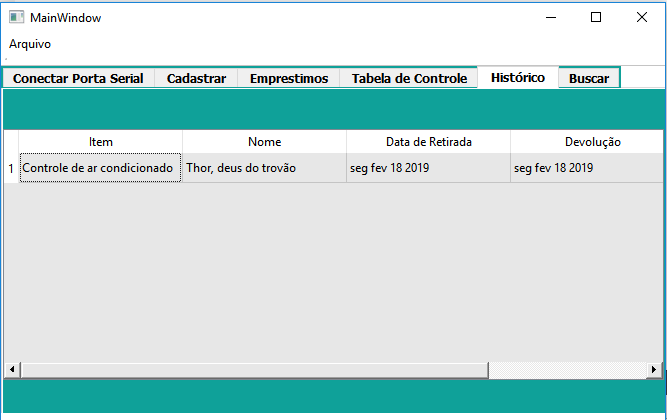 MainWindow
Arquivo
Conectar Porta Serial Cadastrar Emprestimos Tabela de Controle Histórico Buscar
Item Nome Data de Retirada Devolução
1 Controle de ar condicionado Thor, deus do trovão seg fev 18 2019 seg fev 18 2019